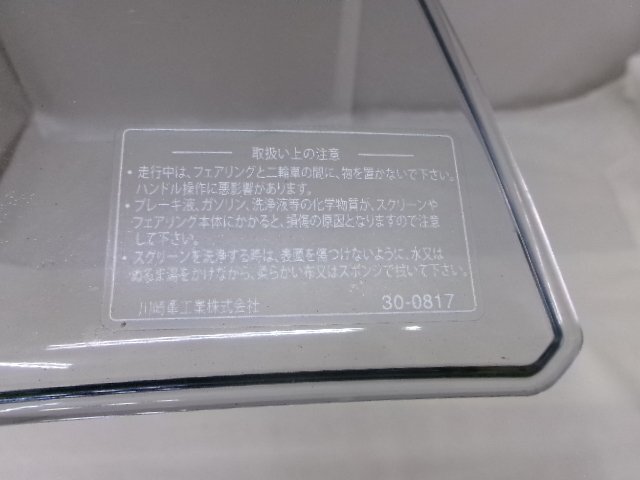 取扱い上の注意
・走行中は、フェアリングと二輪車の間に、物を置かないで下さい。
ハンドル操作に悪影響があります。
・ブレーキ液、ガソリン、洗浄液等の化学物質が、スクリーンや
フェアリング本体にかかると、損傷の原因となりますので注意
して下さい。
・スクリーンを洗浄する時は、表面を傷つけないように、水又は
ぬるま湯をかけながら、柔らかい布又はスポンジで拭いて下さい。
川崎重工業株式会社 30-0817